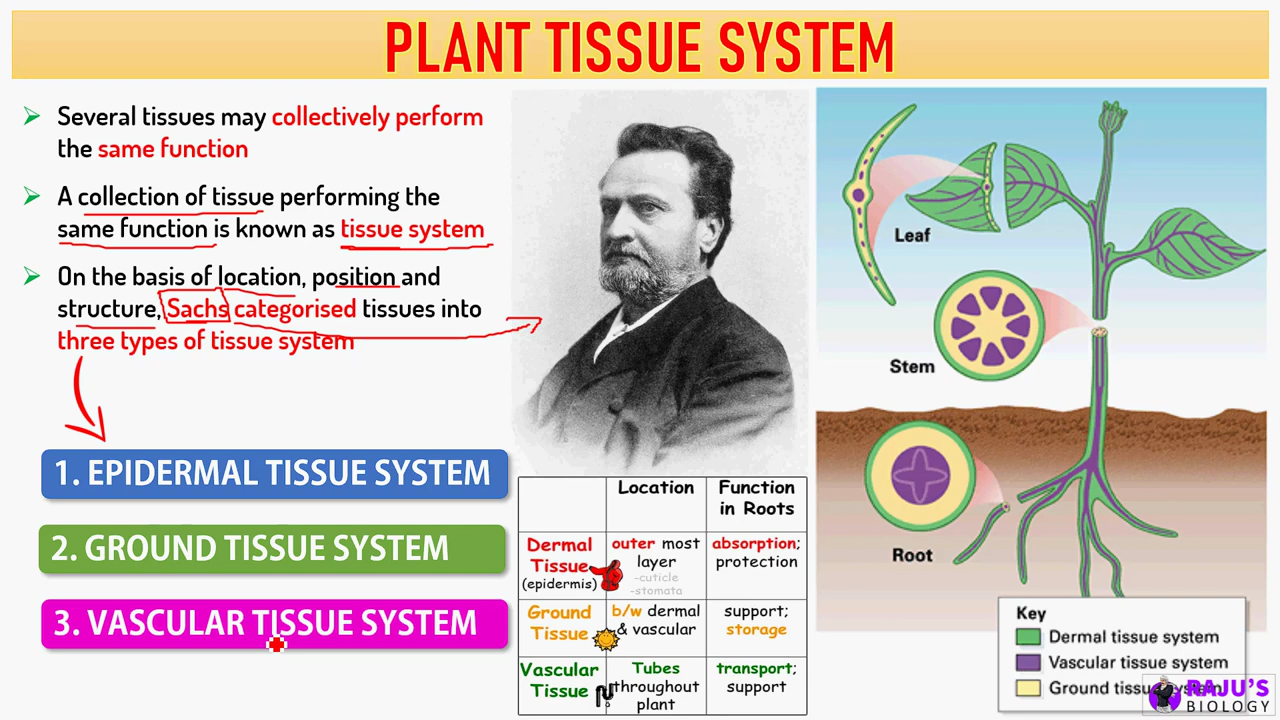 PLANT TISSUE SYSTEM
Several tissues may collectively perform
the same function
A collection of tissue performing the
same function is known as tissue system
On the basis of location, position and
structure, Sachs categorised tissues into
three types of tissue system
1. EPIDERMAL TISSUE SYSTEM
2. GROUND TISSUE SYSTEM
3. VASCULAR TISSUE SYSTEM
Location
Function
in Roots
Dermal
Tissue
(epidermis)
outer most
layer
-cuticle
-stomata
absorption;
protection
Ground
Tissue
b/w dermal
& vascular
support;
storage
Vascular
Tissue
Tubes
throughout
plant
transport;
support
Leaf
Stem
Root
Key
Dermal tissue system
Vascular tissue system
Ground tissue system
RAJU'S
BIOLOGY